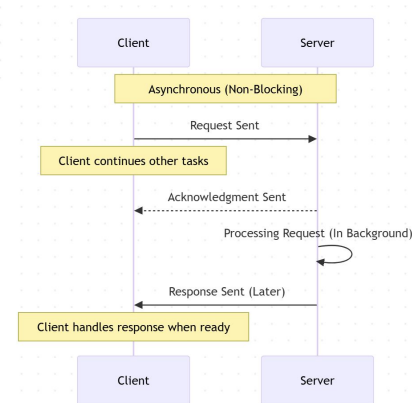 Client
Server
Asynchronous (Non-Blocking)
Request Sent
Client continues other tasks
Acknowledgment Sent
Processing Request (In Background)
Response Sent (Later)
Client handles response when ready
Client
Server